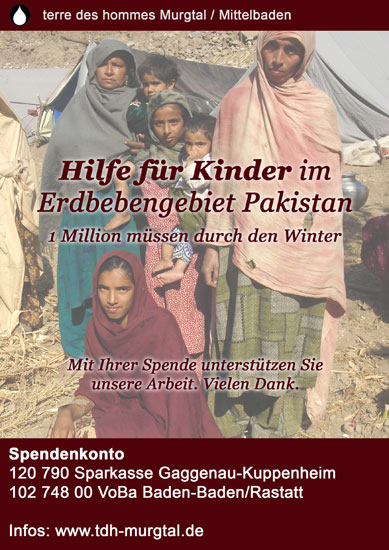 terre des hommes Murgtal / Mittelbaden
Hilfe für Kinder im
Erdbebengebiet Pakistan
1 Million müssen durch den Winter
Mit Ihrer Spende unterstützen Sie
unsere Arbeit. Vielen Dank.
Spendenkonto
120 790 Sparkasse Gaggenau-Kuppenheim
102 748 00 VoBa Baden-Baden/Rastatt
Infos: www.tdh-murgtal.de